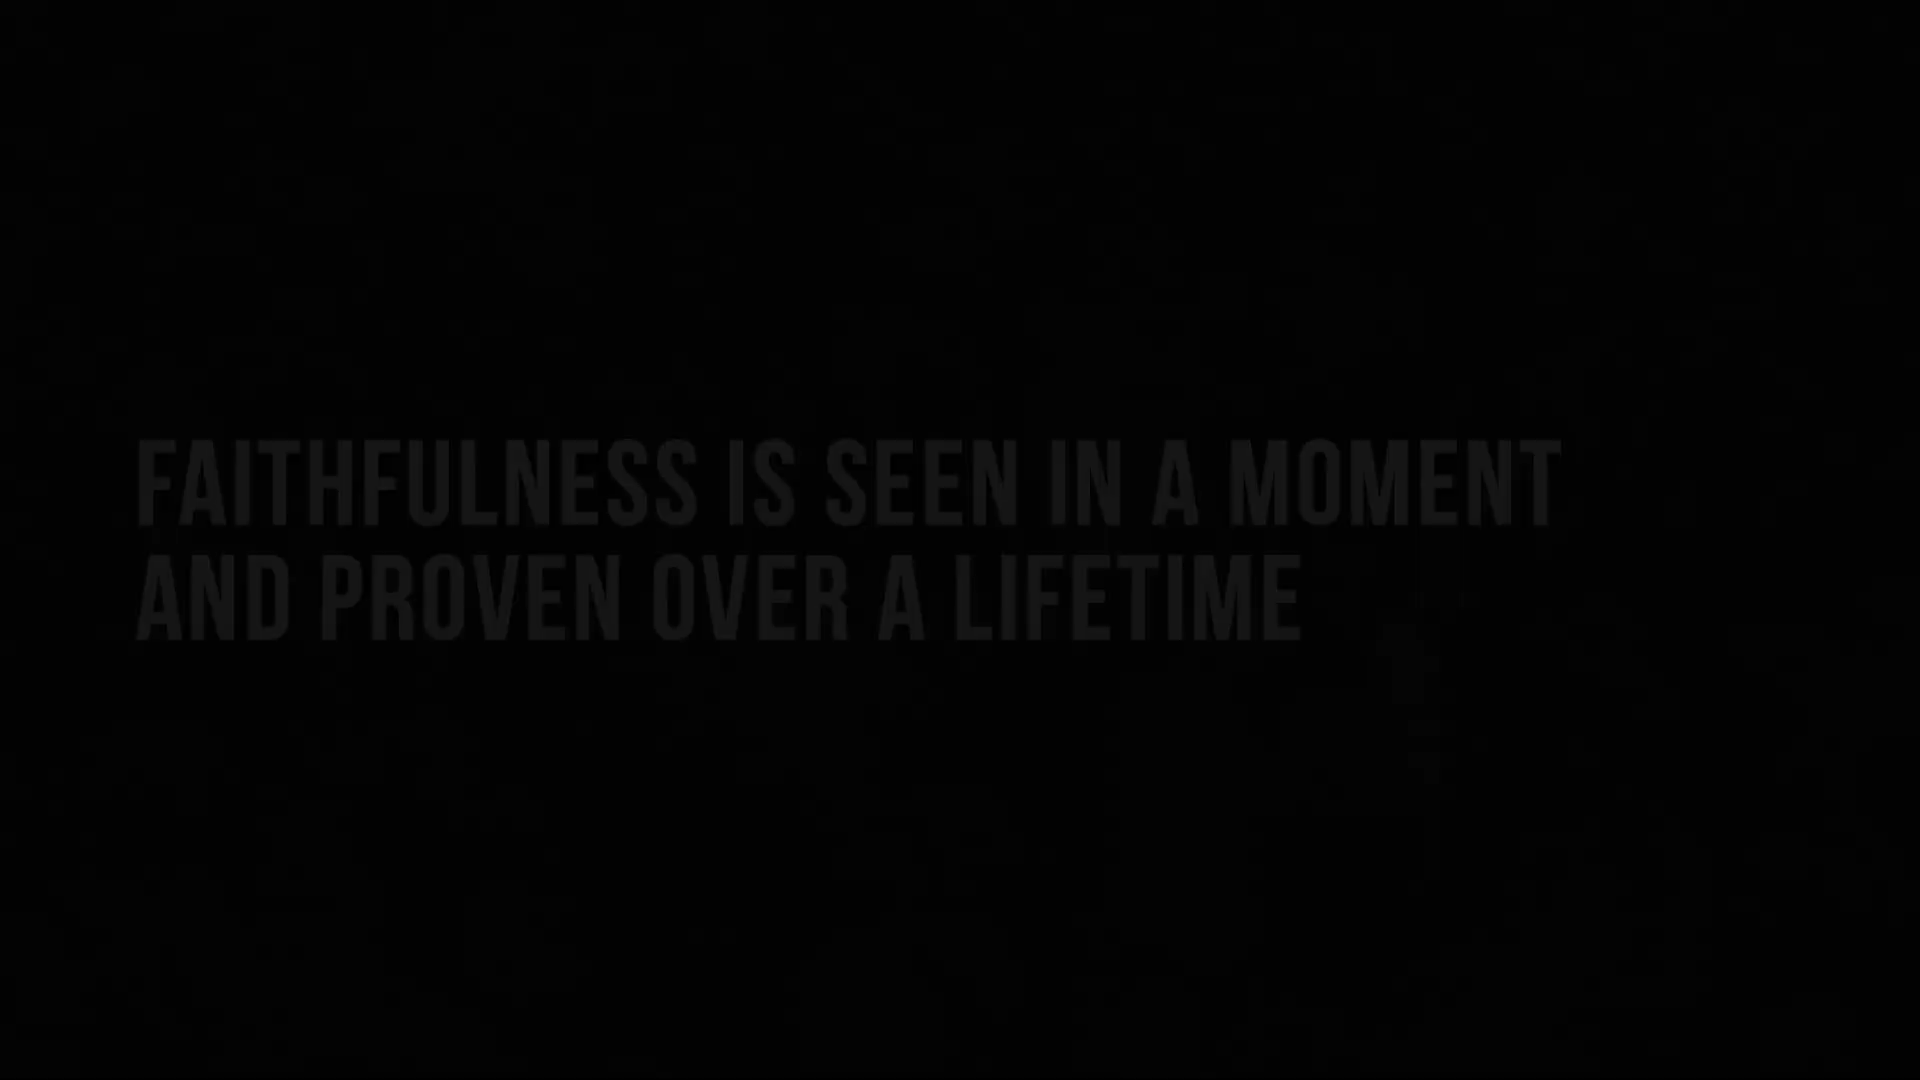 FAITHFULNESS IS SEEN IN A MOMENT
AND PROVEN OVER A LIFETIME